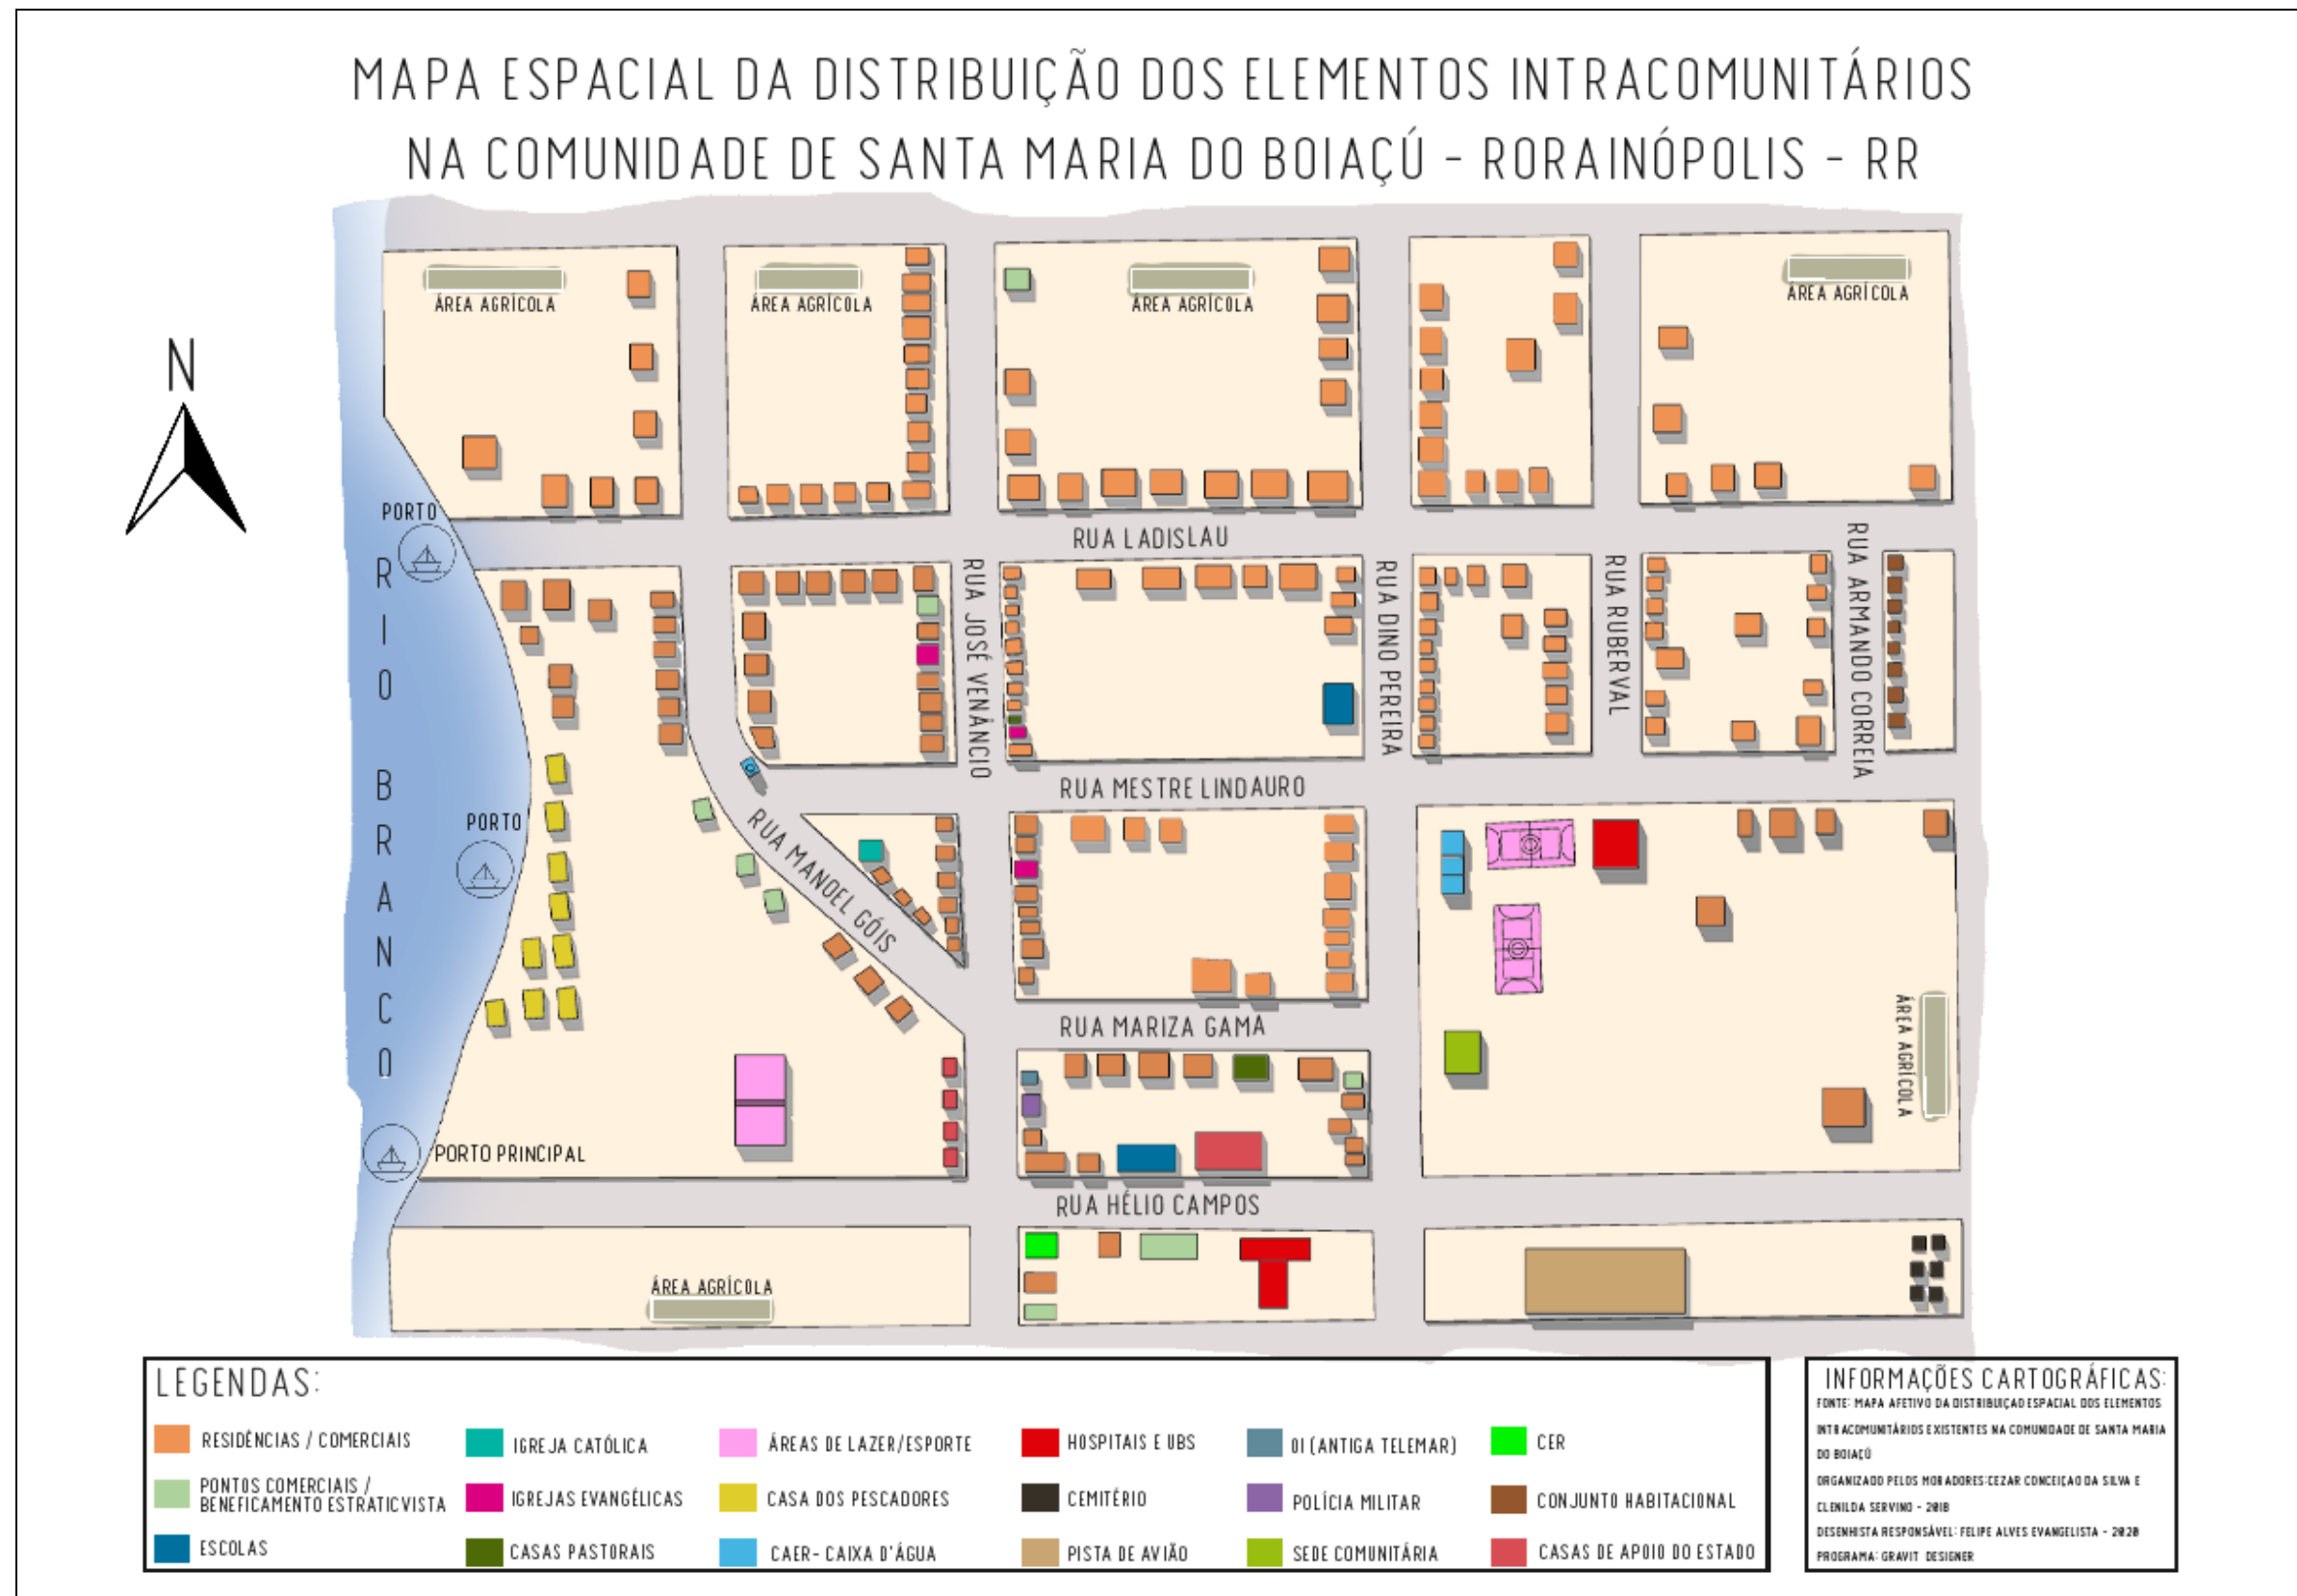 MAPA ESPACIAL DA DISTRIBUIÇÃO DOS ELEMENTOS INTRACOMUNITÁRIOS
NA COMUNIDADE DE SANTA MARIA DO BOIAÇÚ - RORAINÓPOLIS - RR
N
ÁREA AGRÍCOLA
ÁREA AGRÍCOLA
ÁREA AGRÍCOLA
ÁREA AGRÍCOLA
PORTO
RIO BRANCO
RUA LADISLAU
RUA JOSÉ VENÂNCIO
RUA DINO PEREIRA
RUA RUBERVAL
RUA ARMANDO CORREIA
RUA MESTRE LINDAURO
PORTO
RUA MANOEL GÓIS
RUA MARIZA GAMA
ÁREA AGRÍCOLA
PORTO PRINCIPAL
RUA HÉLIO CAMPOS
ÁREA AGRÍCOLA
LEGENDAS:
RESIDÊNCIAS / COMERCIAIS
PONTOS COMERCIAIS /
BENEFICAMENTO ESTRATICVISTA
ESCOLAS
IGREJA CATÓLICA
IGREJAS EVANGÉLICAS
CASAS PASTORAIS
ÁREAS DE LAZER/ESPORTE
CASA DOS PESCADORES
CAER- CAIXA D'ÁGUA
HOSPITAIS E UBS
CEMITÉRIO
PISTA DE AVIÃO
OI (ANTIGA TELEMAR)
POLÍCIA MILITAR
SEDE COMUNITÁRIA
CER
CONJUNTO HABITACIONAL
CASAS DE APOIO DO ESTADO
INFORMAÇÕES CARTOGRÁFICAS:
FONTE: MAPA AFETIVO DA DISTRIBUIÇAO ESPACIAL DOS ELEMENTOS
INTRACOMUNITÁRIOS EXISTENTES NA COMUNIDADE DE SANTA MARIA
DO BOIAÇÚ
ORGANIZADO PELOS MORADORES:CEZAR CONCEIÇAO DA SILVA E
CLENILDA SERVINO - 2018
DESENHISTA RESPONSÁVEL: FELIPE ALVES EVANGELISTA - 2020
PROGRAMA: GRAVIT DESIGNER